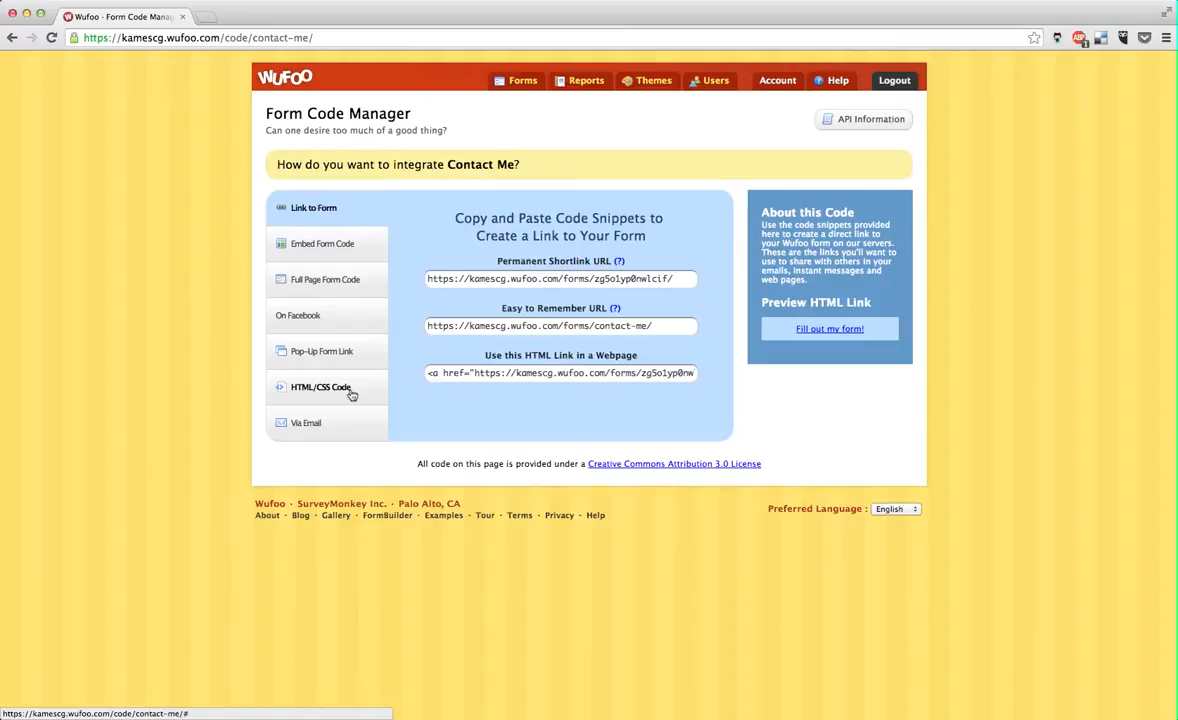 Wufoo · Form Code Mana
https://kamescg.wufoo.com/code/contact-me/
WUFOO
Forms
Reports
Themes
Users
Account
Help
Logout
Form Code Manager
Can one desire too much of a good thing?
API Information
How do you want to integrate Contact Me?
Link to Form
Embed Form Code
Full Page Form Code
On Facebook
Pop-Up Form Link
HTML/CSS Code
Via Email
Copy and Paste Code Snippets to
Create a Link to Your Form
Permanent Shortlink URL (?)
https://kamescg.wufoo.com/forms/zg5o1yp0nwlcif/
Easy to Remember URL (?)
https://kamescg.wufoo.com/forms/contact-me/
Use this HTML Link in a Webpage
<a href="https://kamescg.wufoo.com/forms/zg5o1yp0nw
About this Code
Use the code snippets provided
here to create a direct link to
your Wufoo form on our servers.
These are the links you'll want to
use to share with others in your
emails, instant messages and
web pages.
Preview HTML Link
Fill out my form!
All code on this page is provided under a Creative Commons Attribution 3.0 License
Wufoo · SurveyMonkey Inc. · Palo Alto, CA
About · Blog · Gallery · FormBuilder · Examples · Tour · Terms · Privacy · Help
Preferred Language : English
https://kamescg.wufoo.com/code/contact-me/#